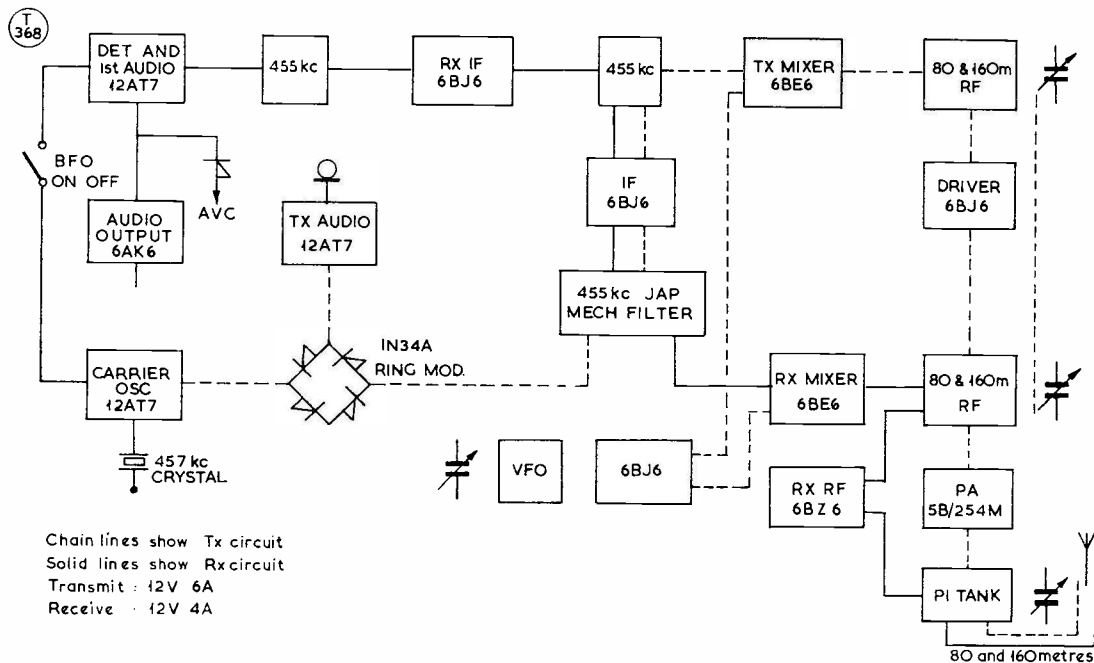 T
368
DET AND
1st AUDIO
12AT7
455kc
RX IF
6BJ6
455kc
TX MIXER
6BE6
80 & 160m
RF
BFO
ON OFF
AVC
AUDIO
OUTPUT
6AK6
TX AUDIO
12AT7
IF
6BJ6
DRIVER
6BJ6
455kc JAP
MECH FILTER
IN34A
RING MOD.
CARRIER
OSC
12AT7
RX MIXER
6BE6
80 & 160m
RF
457 kc
CRYSTAL
VFO
6BJ6
RX RF
6BZ6
PA
5B/254M
Chain lines show Tx circuit
Solid lines show Rx circuit
Transmit : 12V 6A
Receive : 12V 4A
PI TANK
80 and 160metres